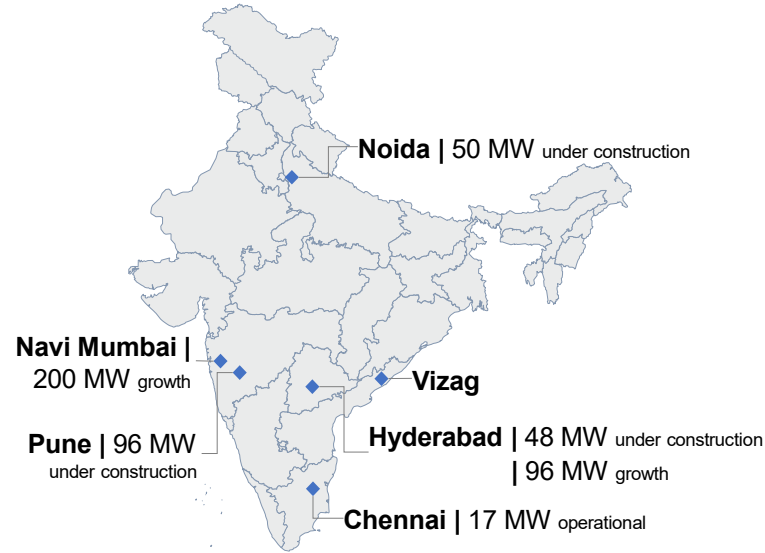 Noida | 50 MW under construction
Navi Mumbai |
200 MW growth
Vizag
Pune | 96 MW
under construction
Hyderabad | 48 MW under construction
| 96 MW growth
Chennai | 17 MW operational